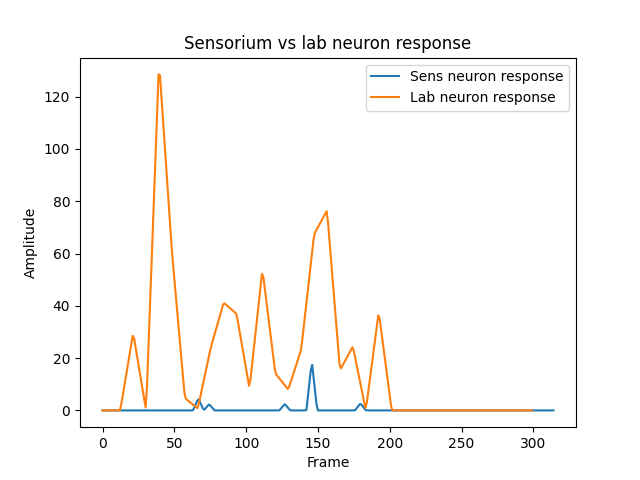 Sensorium vs lab neuron response
Sens neuron response
Lab neuron response
120
100
80
60
40
20
0
Amplitude
0 50 100 150 200 250 300
Frame